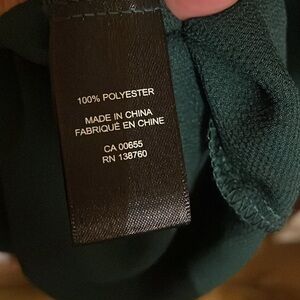 100% POLYESTER
MADE IN CHINA
FABRIQUÉ EN CHINE
CA 00655
RN 138760